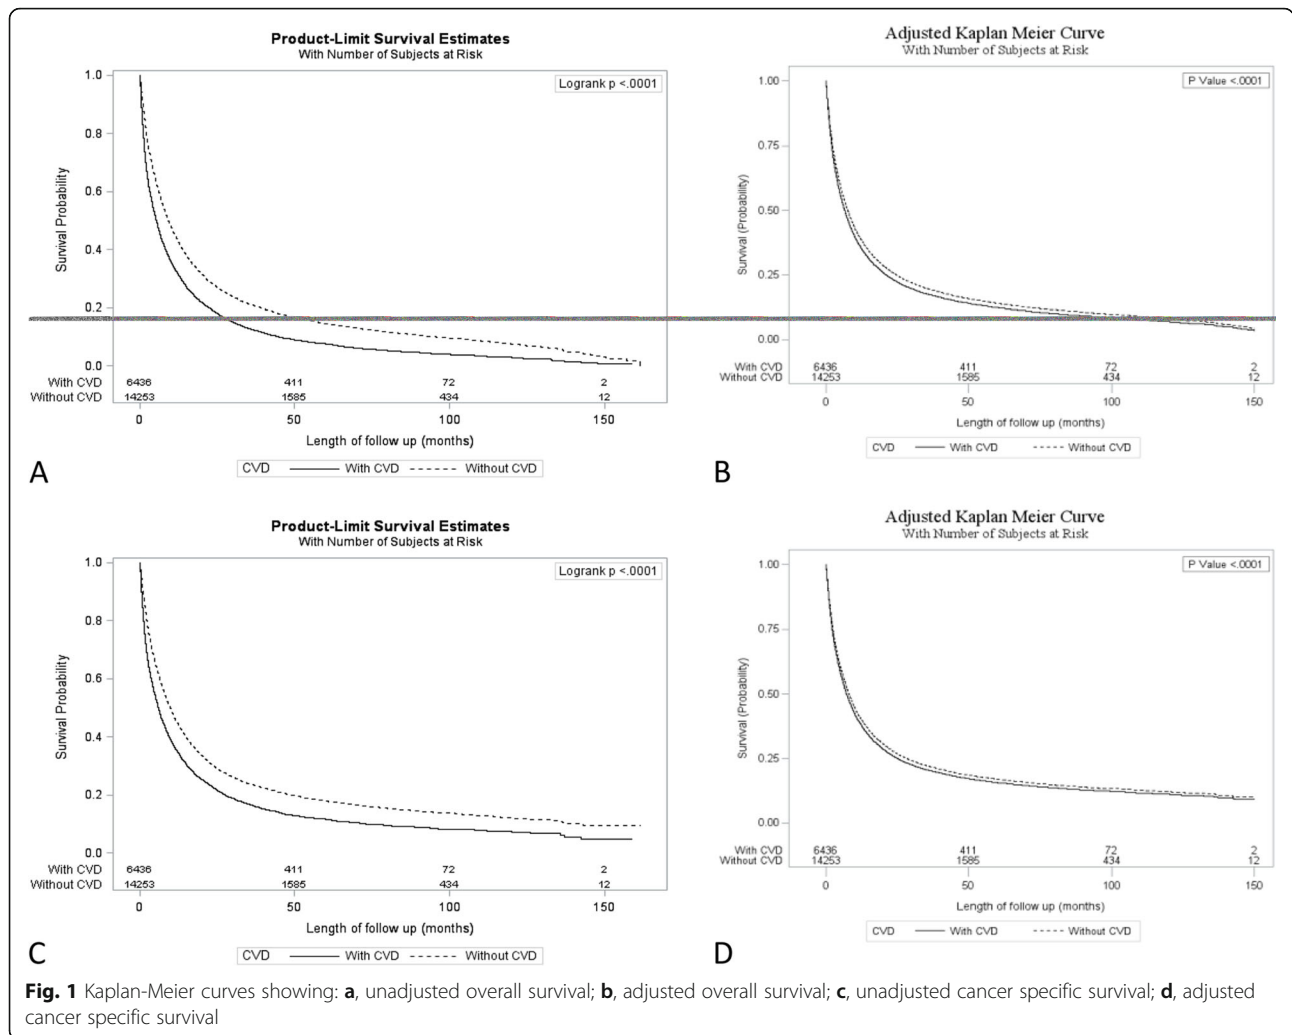 Product-Limit Survival Estimates
With Number of Subjects at Risk
Logrank p <.0001
1.0
0.8
0.6
0.4
0.2
0.0
Survival Probability
With CVD 6436 411 72 2
Without CVD 14253 1585 434 12
0 50 100 150
Length of follow up (months)
CVD With CVD Without CVD
A
Adjusted Kaplan Meier Curve
With Number of Subjects at Risk
P Value <.0001
1.00
0.75
0.50
0.25
0.00
Survival (Probability)
With CVD 6436 411 72 2
Without CVD 14253 1585 434 12
0 50 100 150
Length of follow up (months)
CVD With CVD Without CVD
B
Product-Limit Survival Estimates
With Number of Subjects at Risk
Logrank p <.0001
1.0
0.8
0.6
0.4
0.2
0.0
Survival Probability
With CVD 6436 411 72 2
Without CVD 14253 1585 434 12
0 50 100 150
Length of follow up (months)
CVD With CVD Without CVD
C
Adjusted Kaplan Meier Curve
With Number of Subjects at Risk
P Value <.0001
1.00
0.75
0.50
0.25
0.00
Survival (Probability)
With CVD 6436 411 72 2
Without CVD 14253 1585 434 12
0 50 100 150
Length of follow up (months)
CVD With CVD Without CVD
D
Fig. 1 Kaplan-Meier curves showing: a, unadjusted overall survival; b, adjusted overall survival; c, unadjusted cancer specific survival; d, adjusted
cancer specific survival